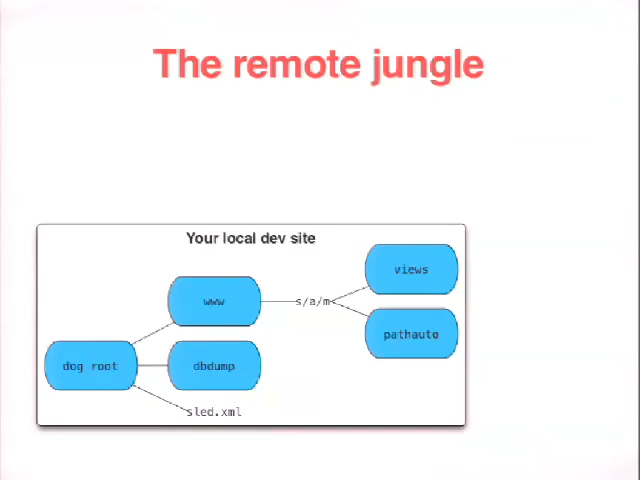 The remote jungle
Your local dev site
views
www
s/a/m
pathauto
dog root
dbdump
sled.xml